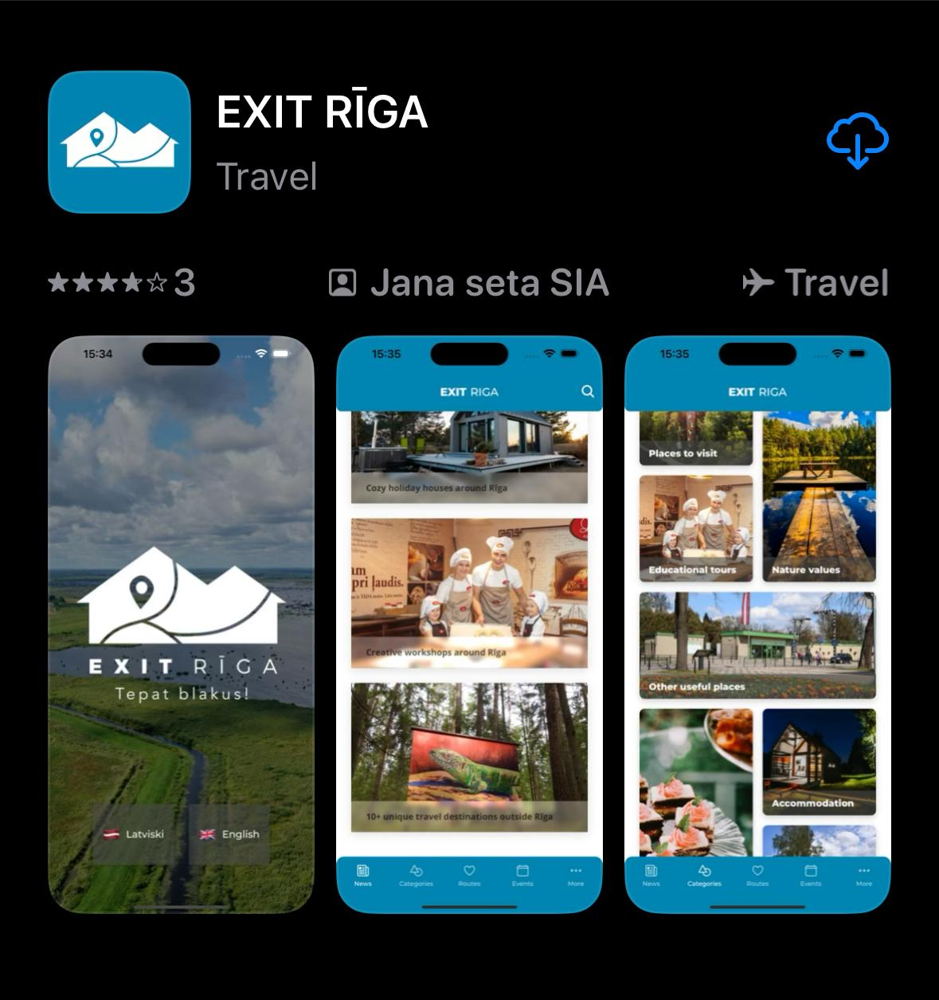 EXIT RĪGA
Travel
3
Jana seta SIA
Travel
15:34
EXIT RĪGA
Tepat blakus!
Latviski
English
15:35
EXIT RIGA
Cozy holiday houses around Rīga
am
pri ļaudis.
Creative workshops around Rīga
10+ unique travel destinations outside Rīga
News
Categories
Routes
Events
More
15:35
EXIT RIGA
Places to visit
Educational tours
Nature values
Other useful places
Accommodation
News
Categories
Routes
Events
More